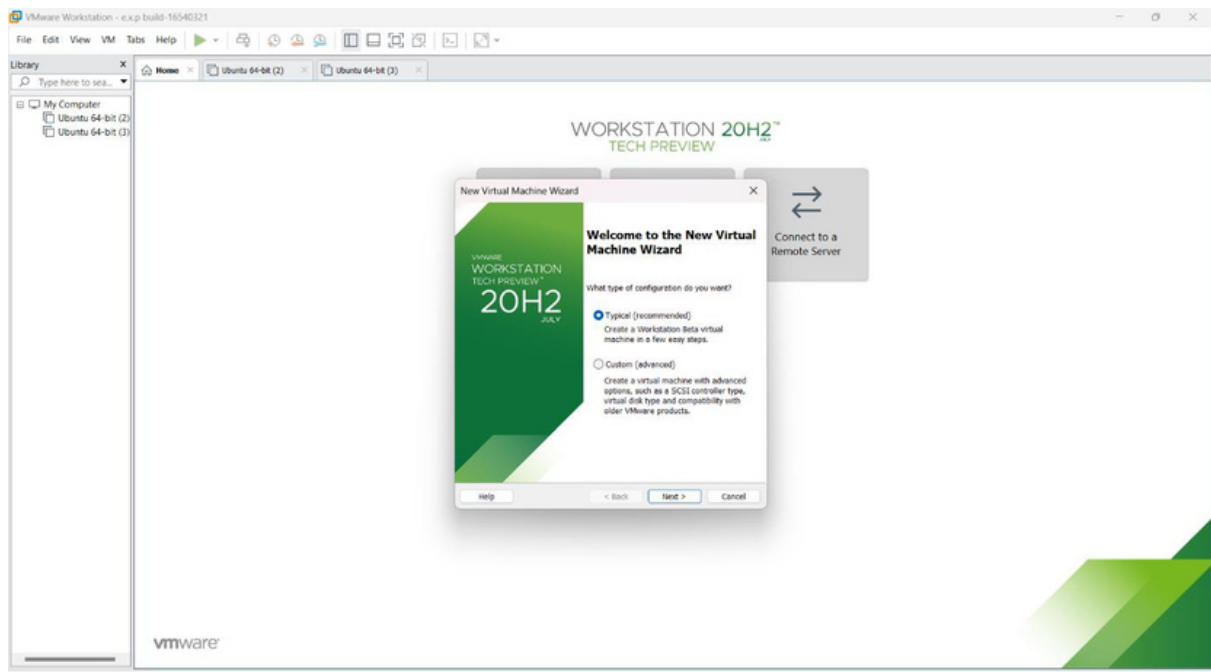 VMware Workstation - e.x.p build-16540321
File Edit View VM Tabs Help
Library X
Type here to sea...
My Computer
Ubuntu 64-bit (2)
Ubuntu 64-bit (3)
Home
Ubuntu 64-bit (2)
Ubuntu 64-bit (3)
WORKSTATION 20H2™
JULY
TECH PREVIEW
Connect to a
Remote Server
New Virtual Machine Wizard
VMWARE
WORKSTATION
TECH PREVIEW™
20H2
JULY
Welcome to the New Virtual
Machine Wizard
What type of configuration do you want?
Typical (recommended)
Create a Workstation Beta virtual
machine in a few easy steps.
Custom (advanced)
Create a virtual machine with advanced
options, such as a SCSI controller type,
virtual disk type and compatibility with
older VMware products.
Help < Back Next > Cancel
vmware